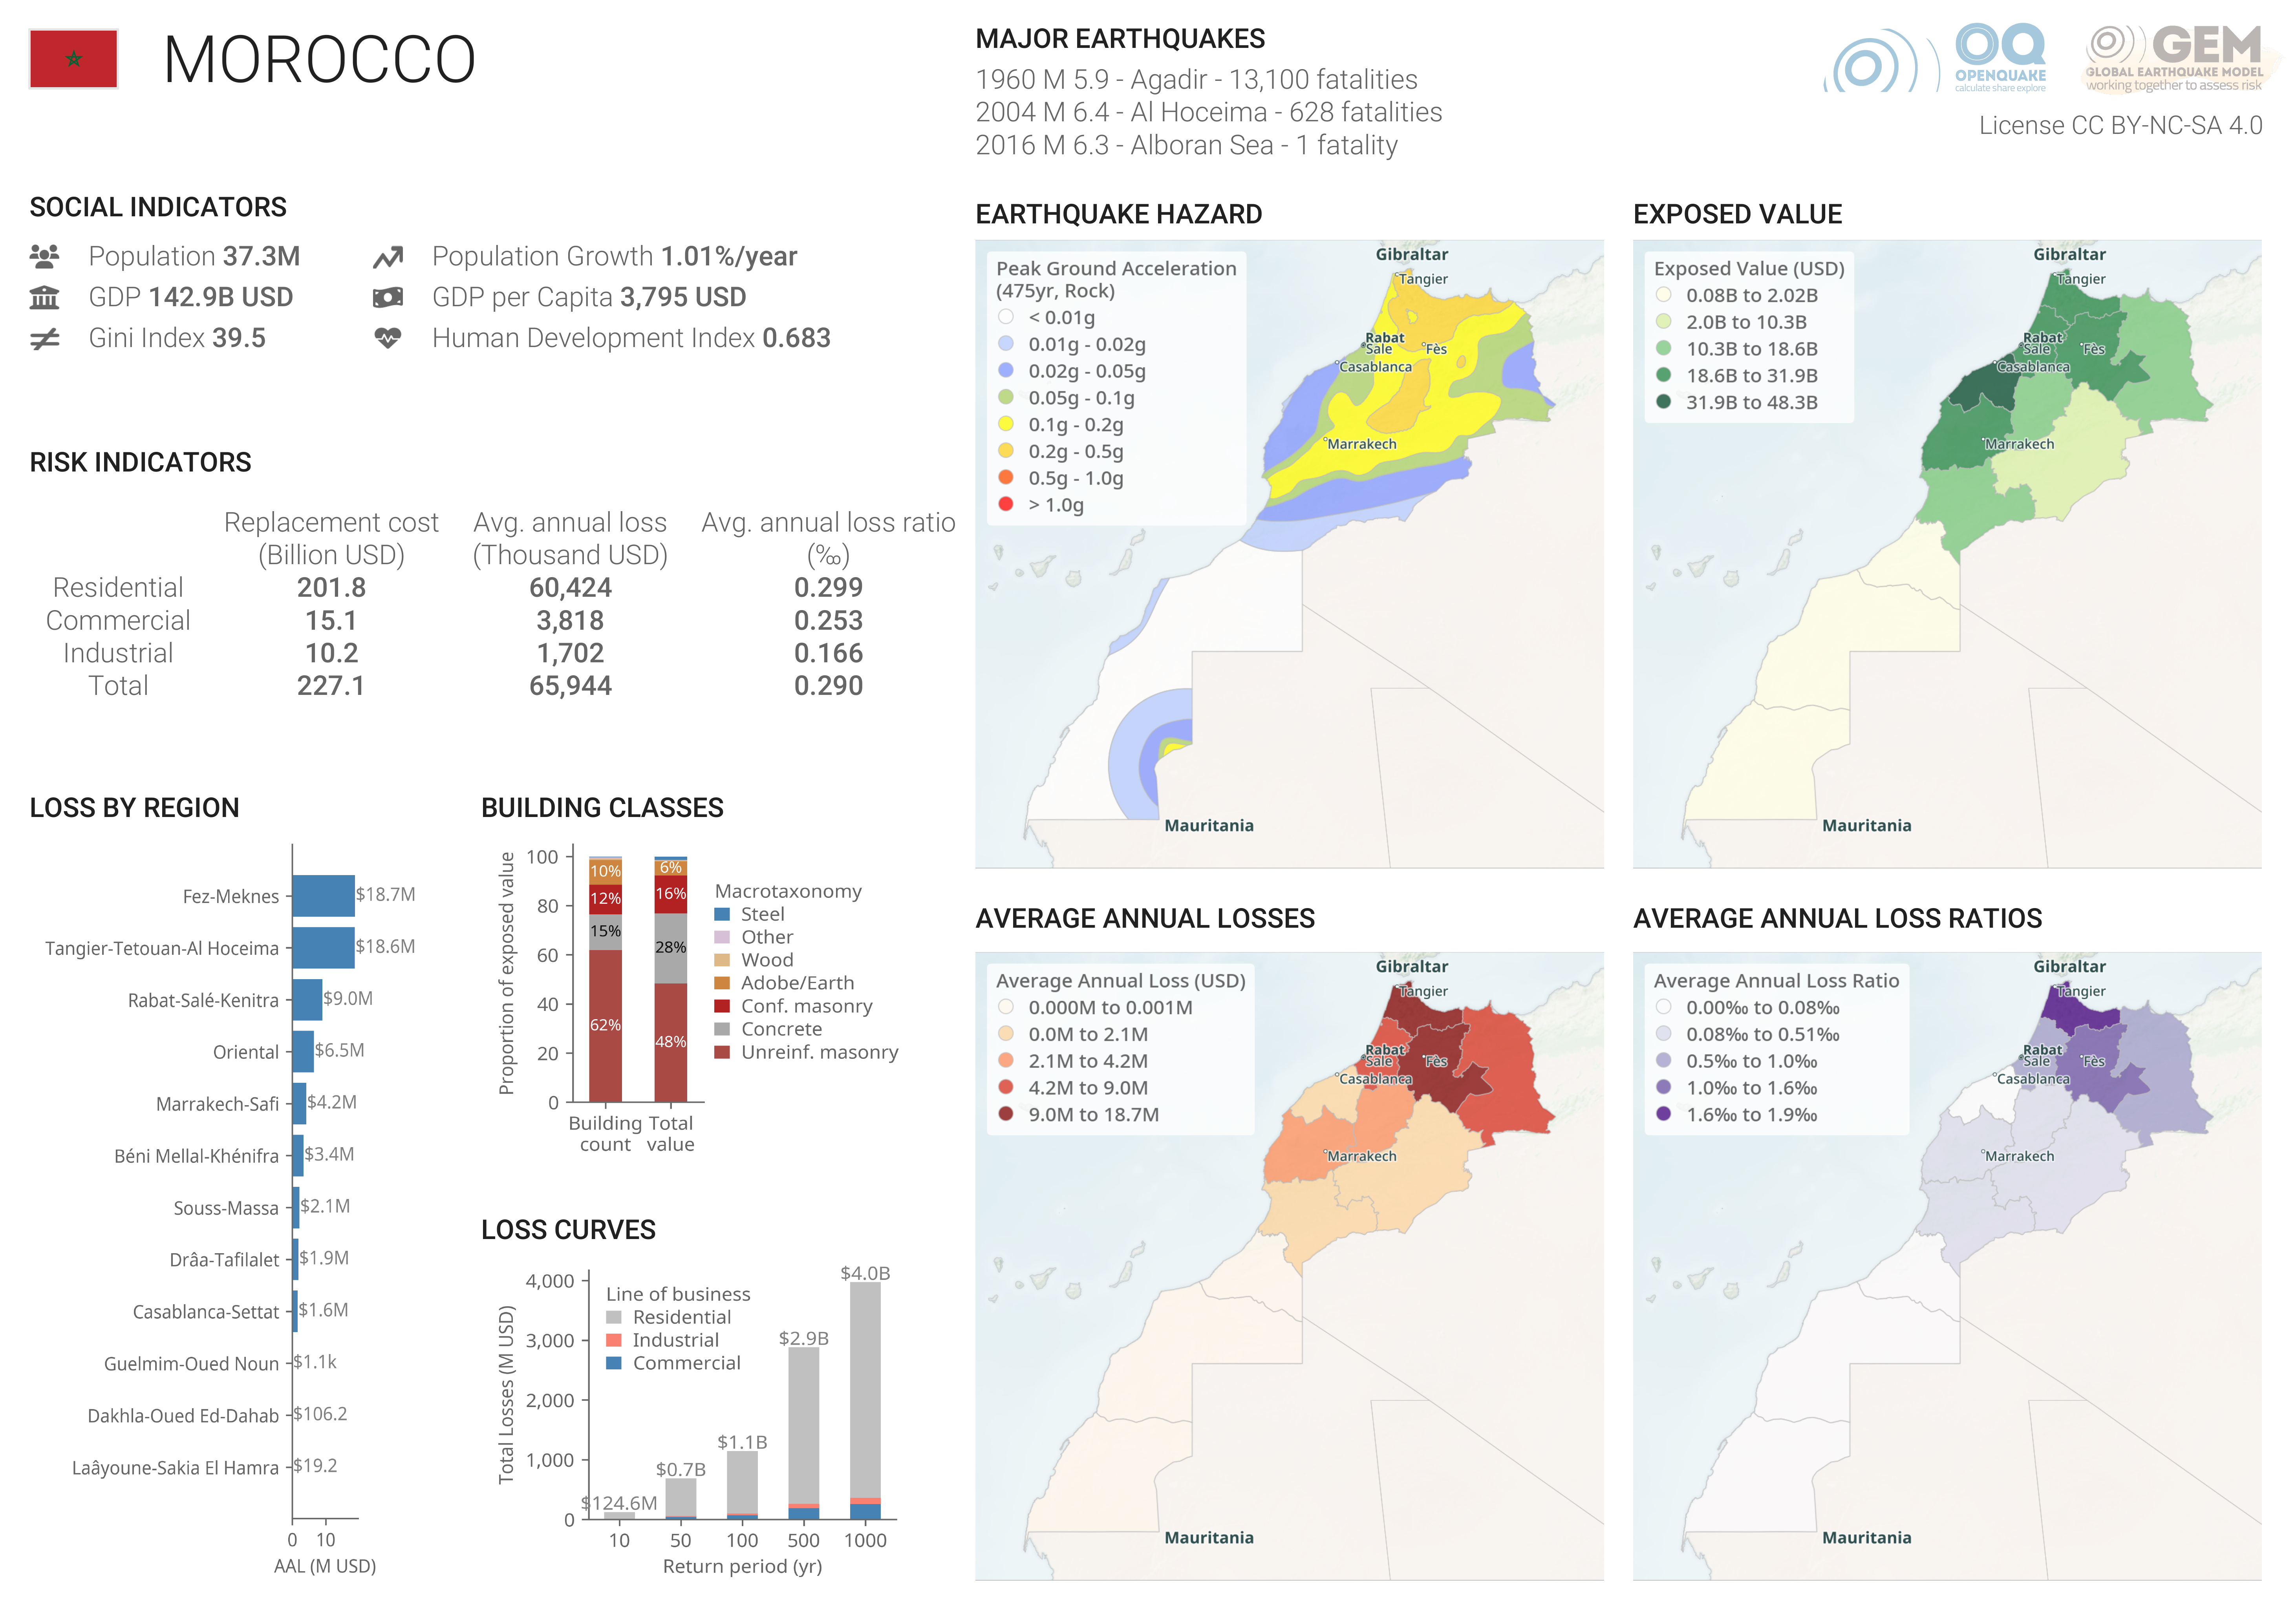 MOROCCO
MAJOR EARTHQUAKES
1960 M 5.9 - Agadir - 13,100 fatalities
2004 M 6.4 - Al Hoceima - 628 fatalities
2016 M 6.3 - Alboran Sea - 1 fatality
OQ
OPENQUAKE
calculate share explore
GEM
GLOBAL EARTHQUAKE MODEL
working together to assess risk
License CC BY-NC-SA 4.0
SOCIAL INDICATORS
Population 37.3M
Population Growth 1.01%/year
GDP 142.9B USD
GDP per Capita 3,795 USD
Gini Index 39.5
Human Development Index 0.683
RISK INDICATORS
Replacement cost Avg. annual loss Avg. annual loss ratio
(Billion USD) (Thousand USD) (‰)
Residential 201.8 60,424 0.299
Commercial 15.1 3,818 0.253
Industrial 10.2 1,702 0.166
Total 227.1 65,944 0.290
LOSS BY REGION
Fez-Meknes $18.7M
Tangier-Tetouan-Al Hoceima $18.6M
Rabat-Salé-Kenitra $9.0M
Oriental $6.5M
Marrakech-Safi $4.2M
Béni Mellal-Khénifra $3.4M
Souss-Massa $2.1M
Drâa-Tafilalet $1.9M
Casablanca-Settat $1.6M
Guelmim-Oued Noun $1.1k
Dakhla-Oued Ed-Dahab $106.2
Laâyoune-Sakia El Hamra $19.2
0 10
AAL (M USD)
BUILDING CLASSES
Proportion of exposed value
100
80
60
40
20
0
10%
12%
15%
62%
6%
16%
28%
48%
Building count
Total value
Macrotaxonomy
Steel
Other
Wood
Adobe/Earth
Conf. masonry
Concrete
Unreinf. masonry
LOSS CURVES
Total Losses (M USD)
4,000
3,000
2,000
1,000
0
Line of business
Residential
Industrial
Commercial
$124.6M
$0.7B
$1.1B
$2.9B
$4.0B
10 50 100 500 1000
Return period (yr)
EARTHQUAKE HAZARD
Peak Ground Acceleration
(475yr, Rock)
< 0.01g
0.01g - 0.02g
0.02g - 0.05g
0.05g - 0.1g
0.1g - 0.2g
0.2g - 0.5g
0.5g - 1.0g
> 1.0g
Gibraltar
Tangier
Rabat
Sale
Fès
Casablanca
Marrakech
Mauritania
EXPOSED VALUE
Exposed Value (USD)
0.08B to 2.02B
2.0B to 10.3B
10.3B to 18.6B
18.6B to 31.9B
31.9B to 48.3B
Gibraltar
Tangier
Rabat
Sale
Fès
Casablanca
Marrakech
Mauritania
AVERAGE ANNUAL LOSSES
Average Annual Loss (USD)
0.000M to 0.001M
0.0M to 2.1M
2.1M to 4.2M
4.2M to 9.0M
9.0M to 18.7M
Gibraltar
Tangier
Rabat
Sale
Fès
Casablanca
Marrakech
Mauritania
AVERAGE ANNUAL LOSS RATIOS
Average Annual Loss Ratio
0.00‰ to 0.08‰
0.08‰ to 0.51‰
0.5‰ to 1.0‰
1.0‰ to 1.6‰
1.6‰ to 1.9‰
Gibraltar
Tangier
Rabat
Sale
Fès
Casablanca
Marrakech
Mauritania